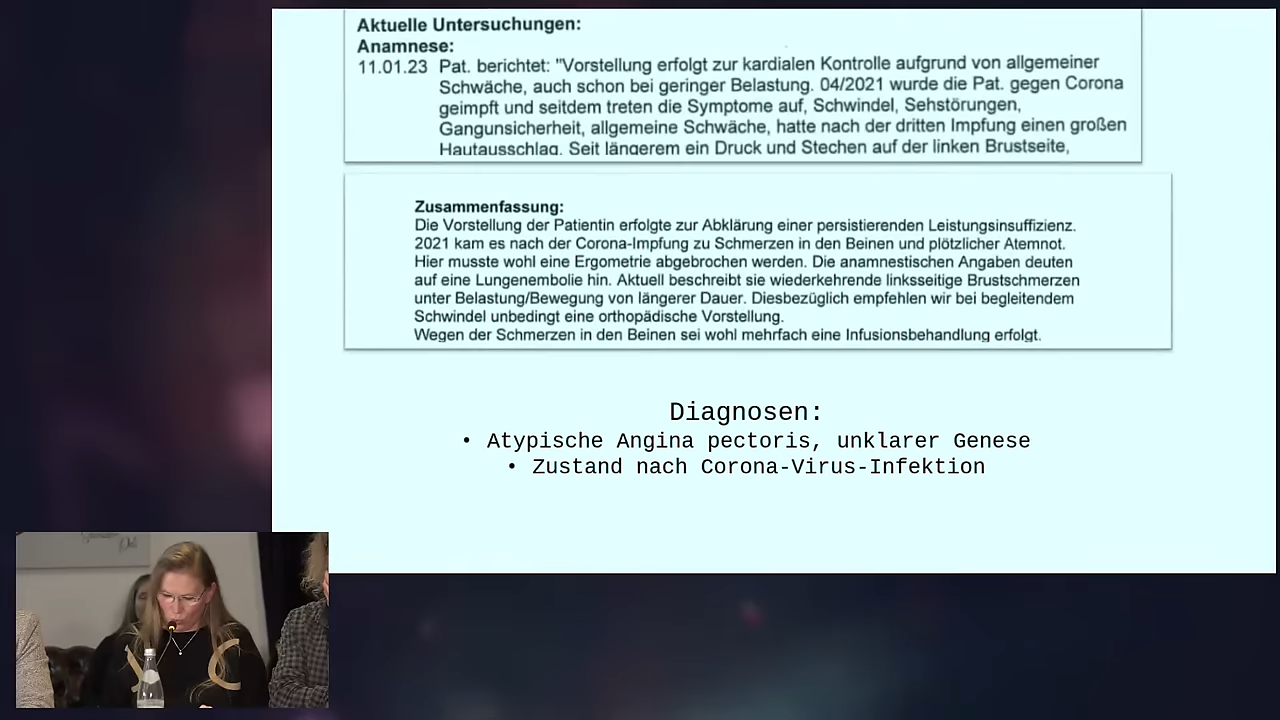 Aktuelle Untersuchungen:
Anamnese:
11.01.23 Pat. berichtet: "Vorstellung erfolgt zur kardialen Kontrolle aufgrund von allgemeiner
Schwäche, auch schon bei geringer Belastung. 04/2021 wurde die Pat. gegen Corona
geimpft und seitdem treten die Symptome auf, Schwindel, Sehstörungen,
Gangunsicherheit, allgemeine Schwäche, hatte nach der dritten Impfung einen großen
Hautausschlag. Seit längerem ein Druck und Stechen auf der linken Brustseite,
Zusammenfassung:
Die Vorstellung der Patientin erfolgte zur Abklärung einer persistierenden Leistungsinsuffizienz.
2021 kam es nach der Corona-Impfung zu Schmerzen in den Beinen und plötzlicher Atemnot.
Hier musste wohl eine Ergometrie abgebrochen werden. Die anamnestischen Angaben deuten
auf eine Lungenembolie hin. Aktuell beschreibt sie wiederkehrende linksseitige Brustschmerzen
unter Belastung/Bewegung von längerer Dauer. Diesbezüglich empfehlen wir bei begleitendem
Schwindel unbedingt eine orthopädische Vorstellung.
Wegen der Schmerzen in den Beinen sei wohl mehrfach eine Infusionsbehandlung erfolgt.
Diagnosen:
• Atypische Angina pectoris, unklarer Genese
• Zustand nach Corona-Virus-Infektion